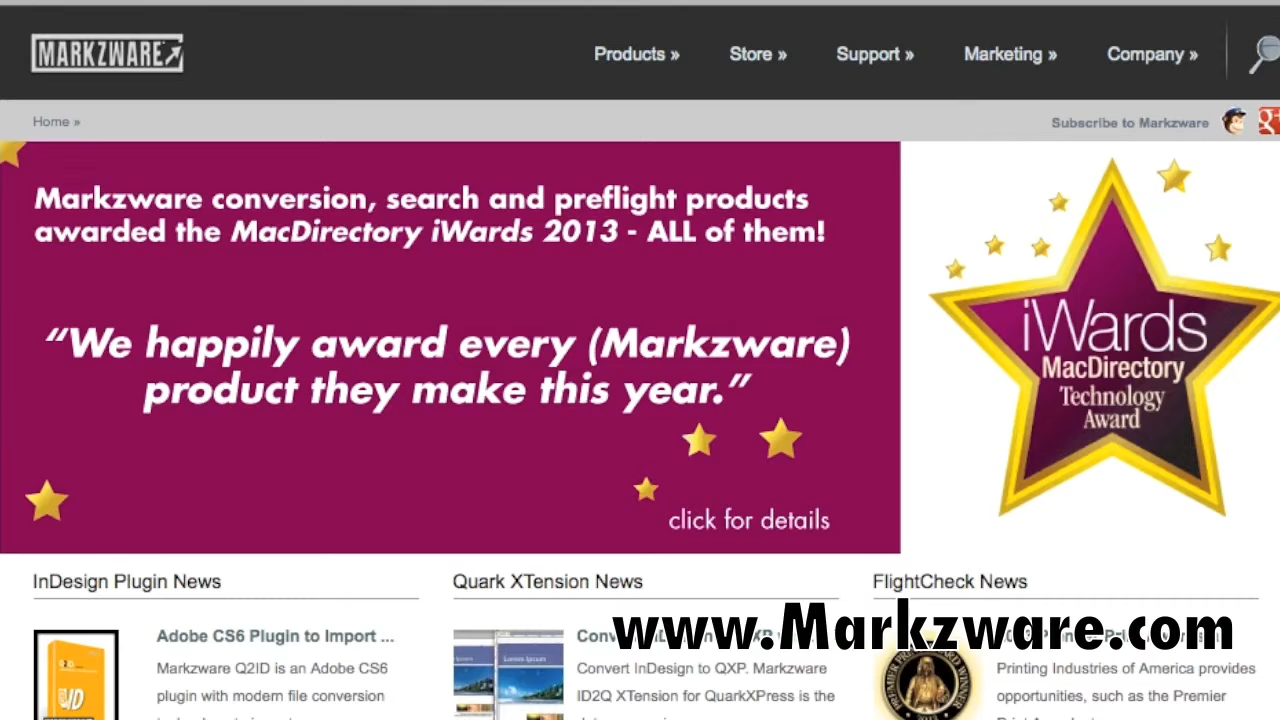 MARKZWARE
Products »
Store »
Support »
Marketing »
Company »
Home »
Subscribe to Markzware
g+
Markzware conversion, search and preflight products
awarded the MacDirectory iWards 2013 - ALL of them!
“We happily award every (Markzware)
product they make this year.”
click for details
iWards
MacDirectory
Technology
Award
InDesign Plugin News
Quark XTension News
FlightCheck News
Adobe CS6 Plugin to Import ...
Markzware Q2ID is an Adobe CS6
plugin with modern file conversion
Convert InDesign to QXP. Markzware
ID2Q XTension for QuarkXPress is the
Printing Industries of America provides
opportunities, such as the Premier
www.Markzware.com